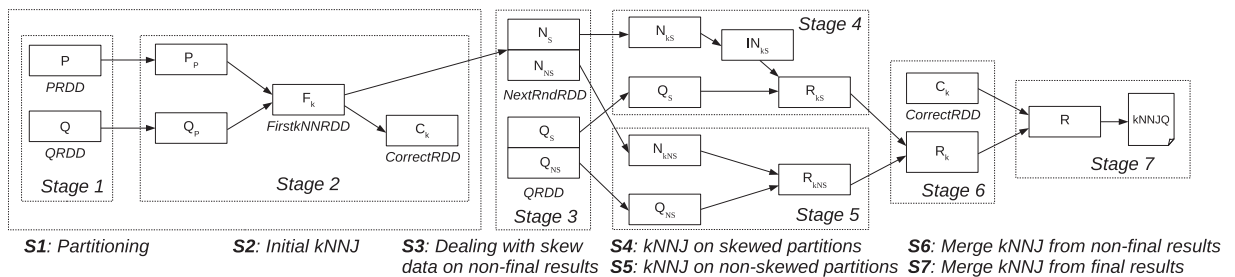 P
PRDD
Q
QRDD
Stage 1
P_P
Q_P
F_k
FirstkNNRDD
C_k
CorrectRDD
Stage 2
N_S
N_NS
NextRndRDD
Q_S
Q_NS
QRDD
Stage 3
N_kS
IN_kS
Q_S
R_kS
Stage 4
N_kNS
Q_NS
R_kNS
Stage 5
C_k
CorrectRDD
R_k
Stage 6
R
kNNJQ
Stage 7
S1: Partitioning
S2: Initial kNNJ
S3: Dealing with skew
data on non-final results
S4: kNNJ on skewed partitions
S5: kNNJ on non-skewed partitions
S6: Merge kNNJ from non-final results
S7: Merge kNNJ from final results